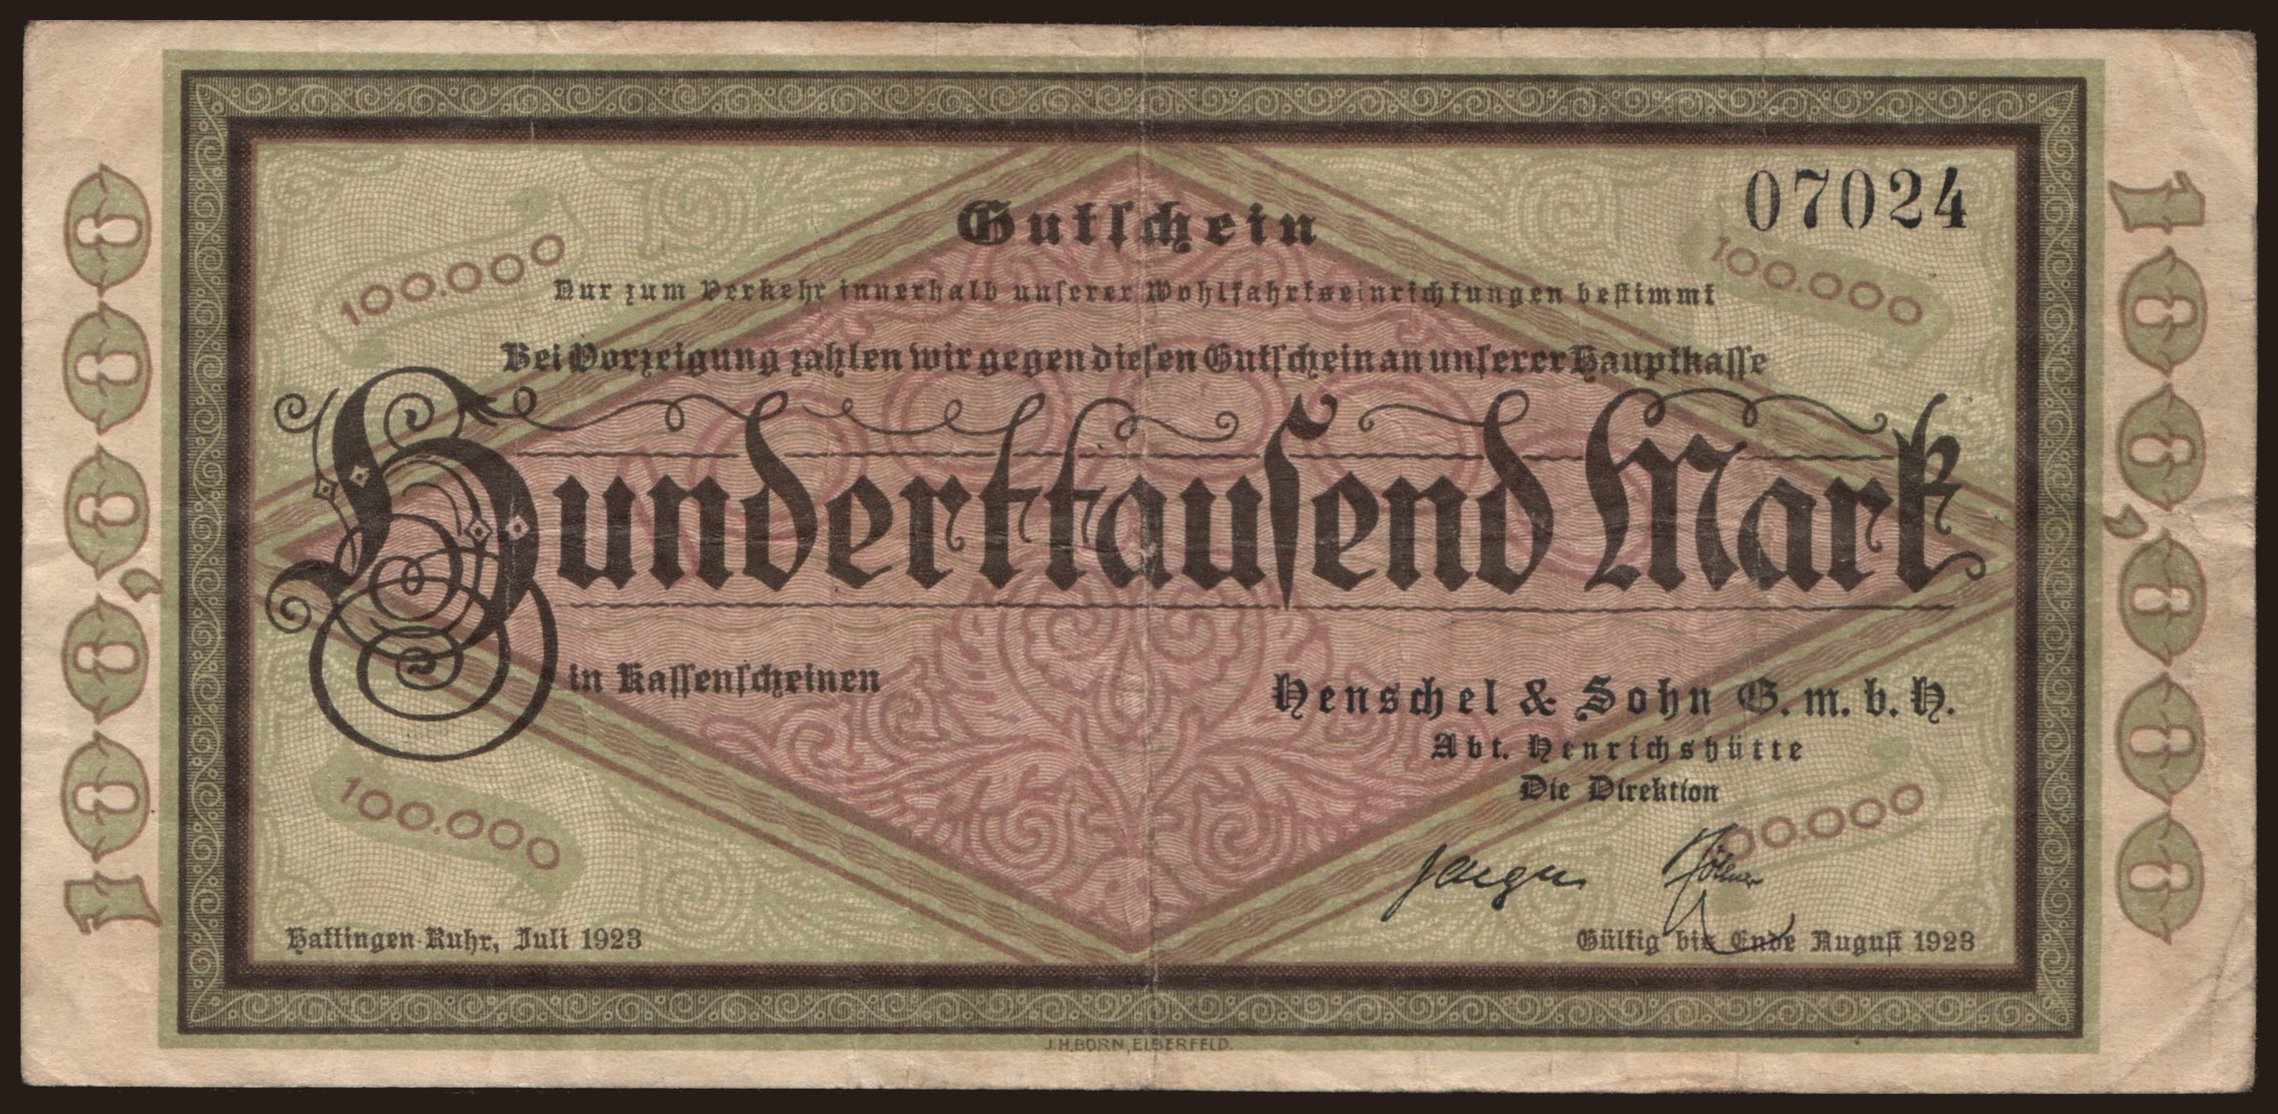 07024
Gutschein
100.000
100.000
Nur zum Verkehr innerhalb unserer Wohlfahrtseinrichtungen bestimmt
Bei Vorzeigung zahlen wir gegen diesen Gutschein an unserer Hauptkasse
Hunderttausend Mark
100,000
100,000
in Kassenscheinen
Henschel & Sohn G. m. b. H.
Abt. Henrichshütte
Die Direktion
100.000
00.000
Jaeger
Hattingen-Ruhr, Juli 1923
Gültig bis Ende August 1923
J.H.BORN, ELBERFELD.